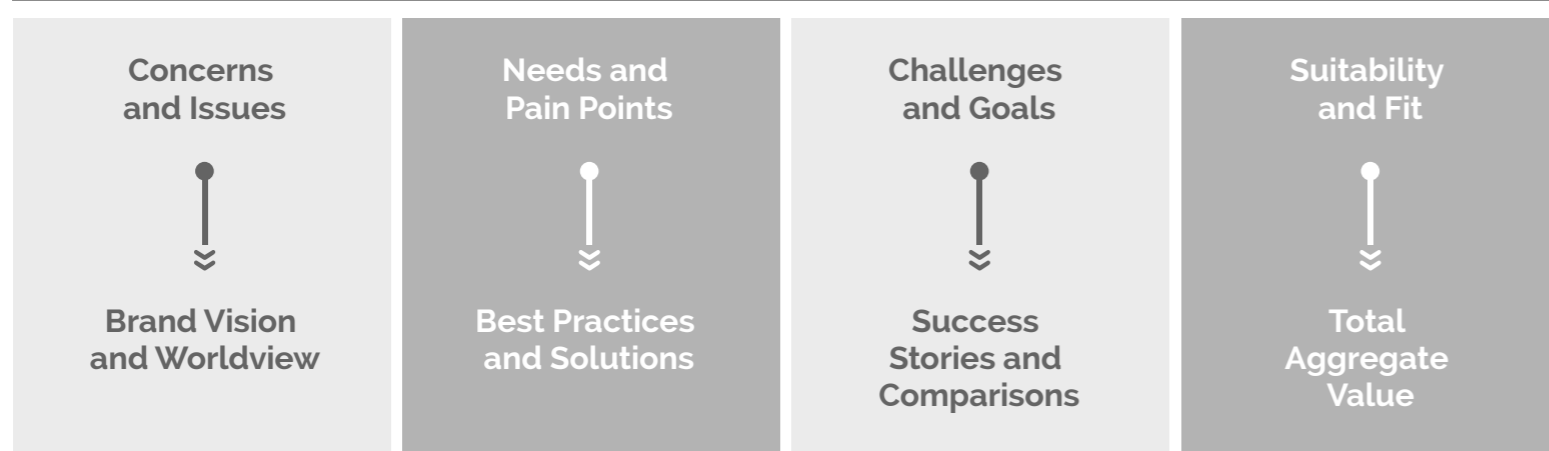 Concerns
and Issues
Brand Vision
and Worldview
Needs and
Pain Points
Best Practices
and Solutions
Challenges
and Goals
Success
Stories and
Comparisons
Suitability
and Fit
Total
Aggregate
Value